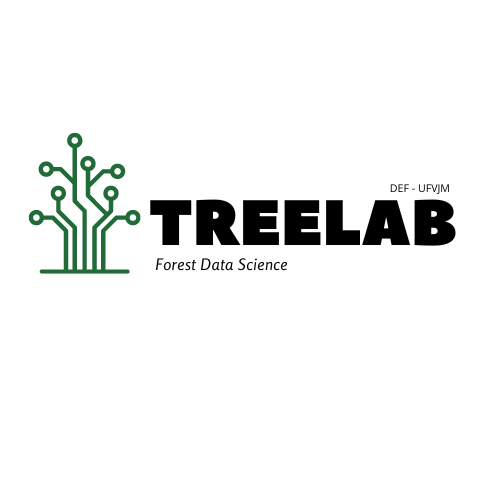 DEF - UFVJM
TREELAB
Forest Data Science